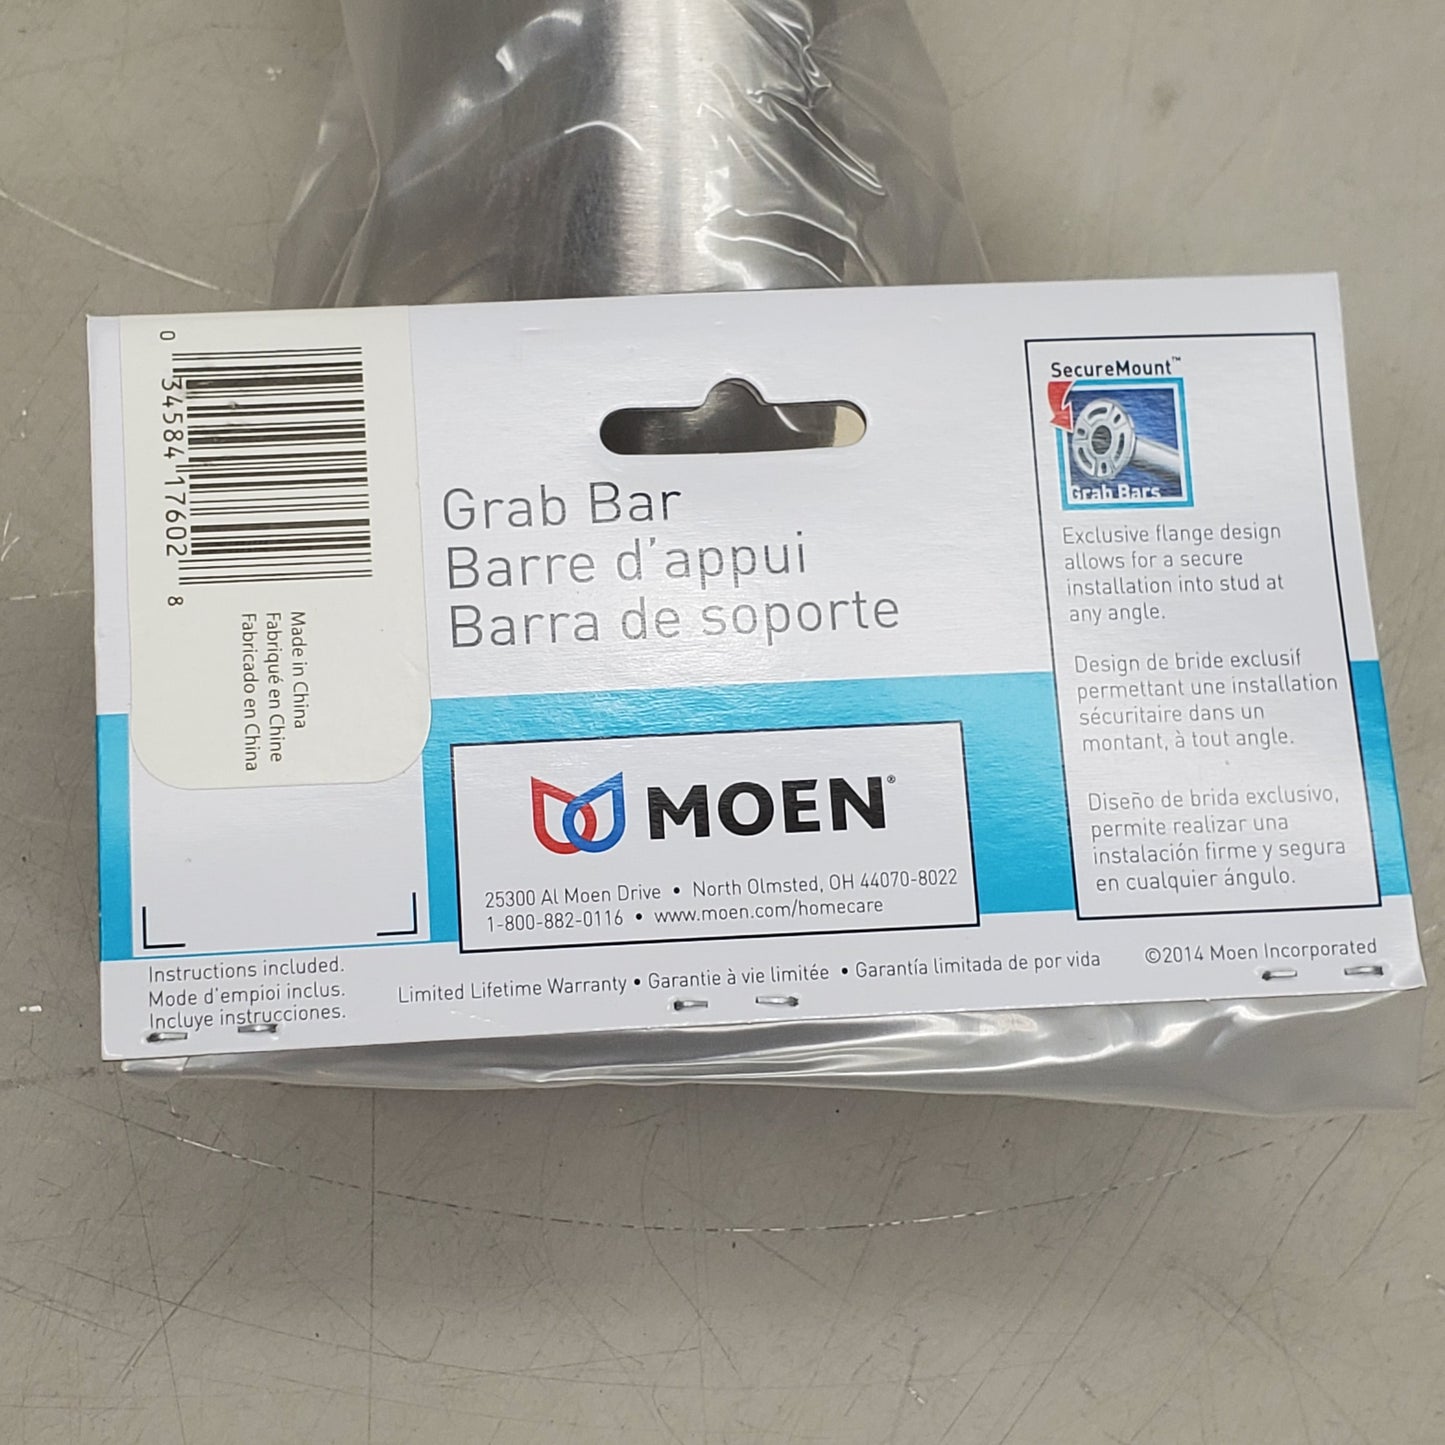 0 34584 17602 8
Made in China
Fabriqué en Chine
Fabricado en China
Grab Bar
Barre d'appui
Barra de soporte
MOEN®
25300 Al Moen Drive • North Olmsted, OH 44070-8022
1-800-882-0116 • www.moen.com/homecare
SecureMount™
Grab Bars
Exclusive flange design
allows for a secure
installation into stud at
any angle.
Design de bride exclusif
permettant une installation
sécuritaire dans un
montant, à tout angle.
Diseño de brida exclusivo,
permite realizar una
instalación firme y segura
en cualquier ángulo.
Instructions included.
Mode d'empioi inclus.
Incluye instrucciones.
Limited Lifetime Warranty • Garantie à vie limitée • Garantía limitada de por vida
©2014 Moen Incorporated